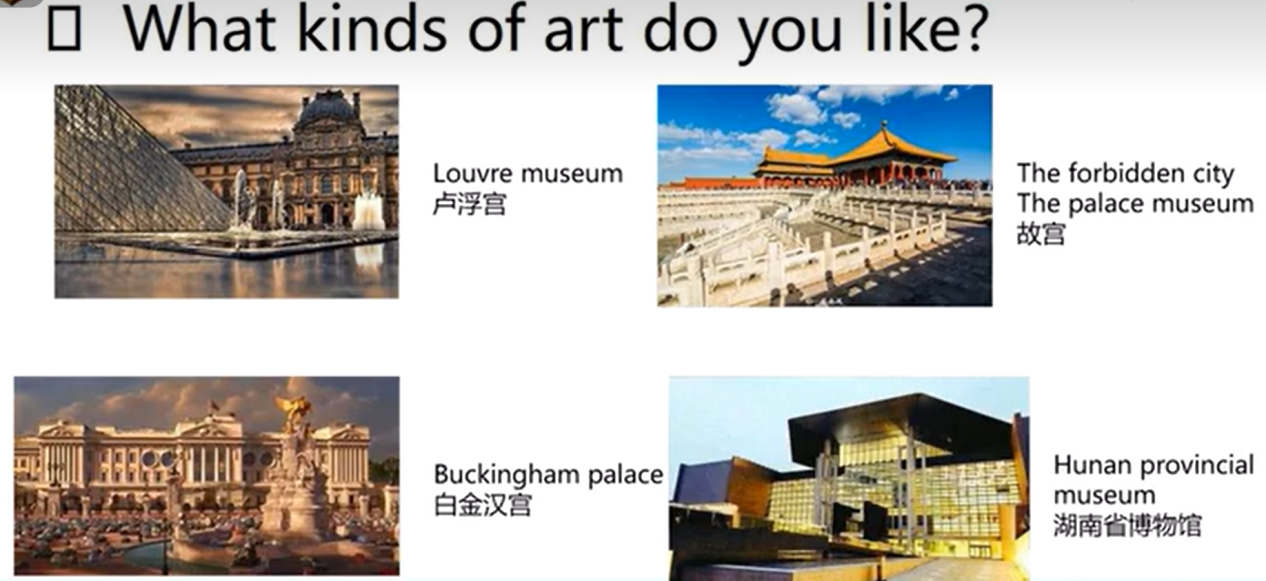 What kinds of art do you like?
Louvre museum
卢浮宫
The forbidden city
The palace museum
故宫
Buckingham palace
白金汉宫
Hunan provincial
museum
湖南省博物馆